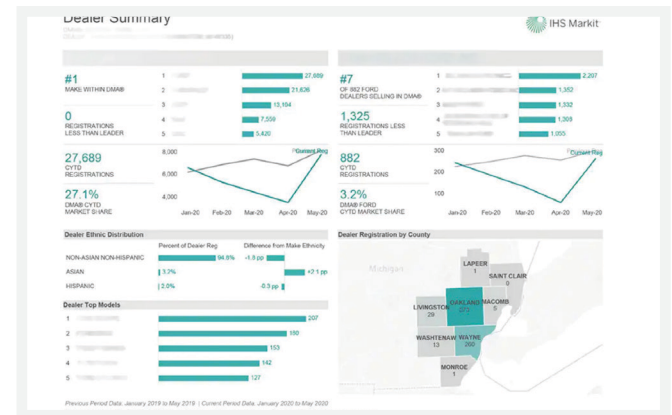 Dealer Summary
IHS Markit
#1
MAKE WITHIN DMA®
0
REGISTRATIONS
LESS THAN LEADER
1 27,689
2 21,636
3 13,194
4 7,559
5 5,420
#7
OF 882 FORD
DEALERS SELLING IN DMA®
1,325
REGISTRATIONS LESS
THAN LEADER
1 2,207
2 1,352
3 1,332
4 1,309
5 1,055
27,689
CYTD
REGISTRATIONS
27.1%
DMA® CYTD
MARKET SHARE
8,000
6,000
4,000
Current Reg
Jan-20 Feb-20 Mar-20 Apr-20 May-20
882
CYTD
REGISTRATIONS
3.2%
DMA® FORD
CYTD MARKET SHARE
300
200
100
Current Reg
Jan-20 Feb-20 Mar-20 Apr-20 May-20
Dealer Ethnic Distribution
Percent of Dealer Reg Difference from Make Ethnicity
NON-ASIAN NON-HISPANIC 94.8% -1.8 pp
ASIAN 3.2% +2.1 pp
HISPANIC 2.0% -0.3 pp
Dealer Top Models
1 207
2 180
3 153
4 142
5 127
Dealer Registration by County
Michigan
LAPEER
1
SAINT CLAIR
0
LIVINGSTON
29
OAKLAND
MACOMB
WASHTENAW
13
WAYNE
200
MONROE
1
Previous Period Data: January 2019 to May 2019 | Current Period Data: January 2020 to May 2020